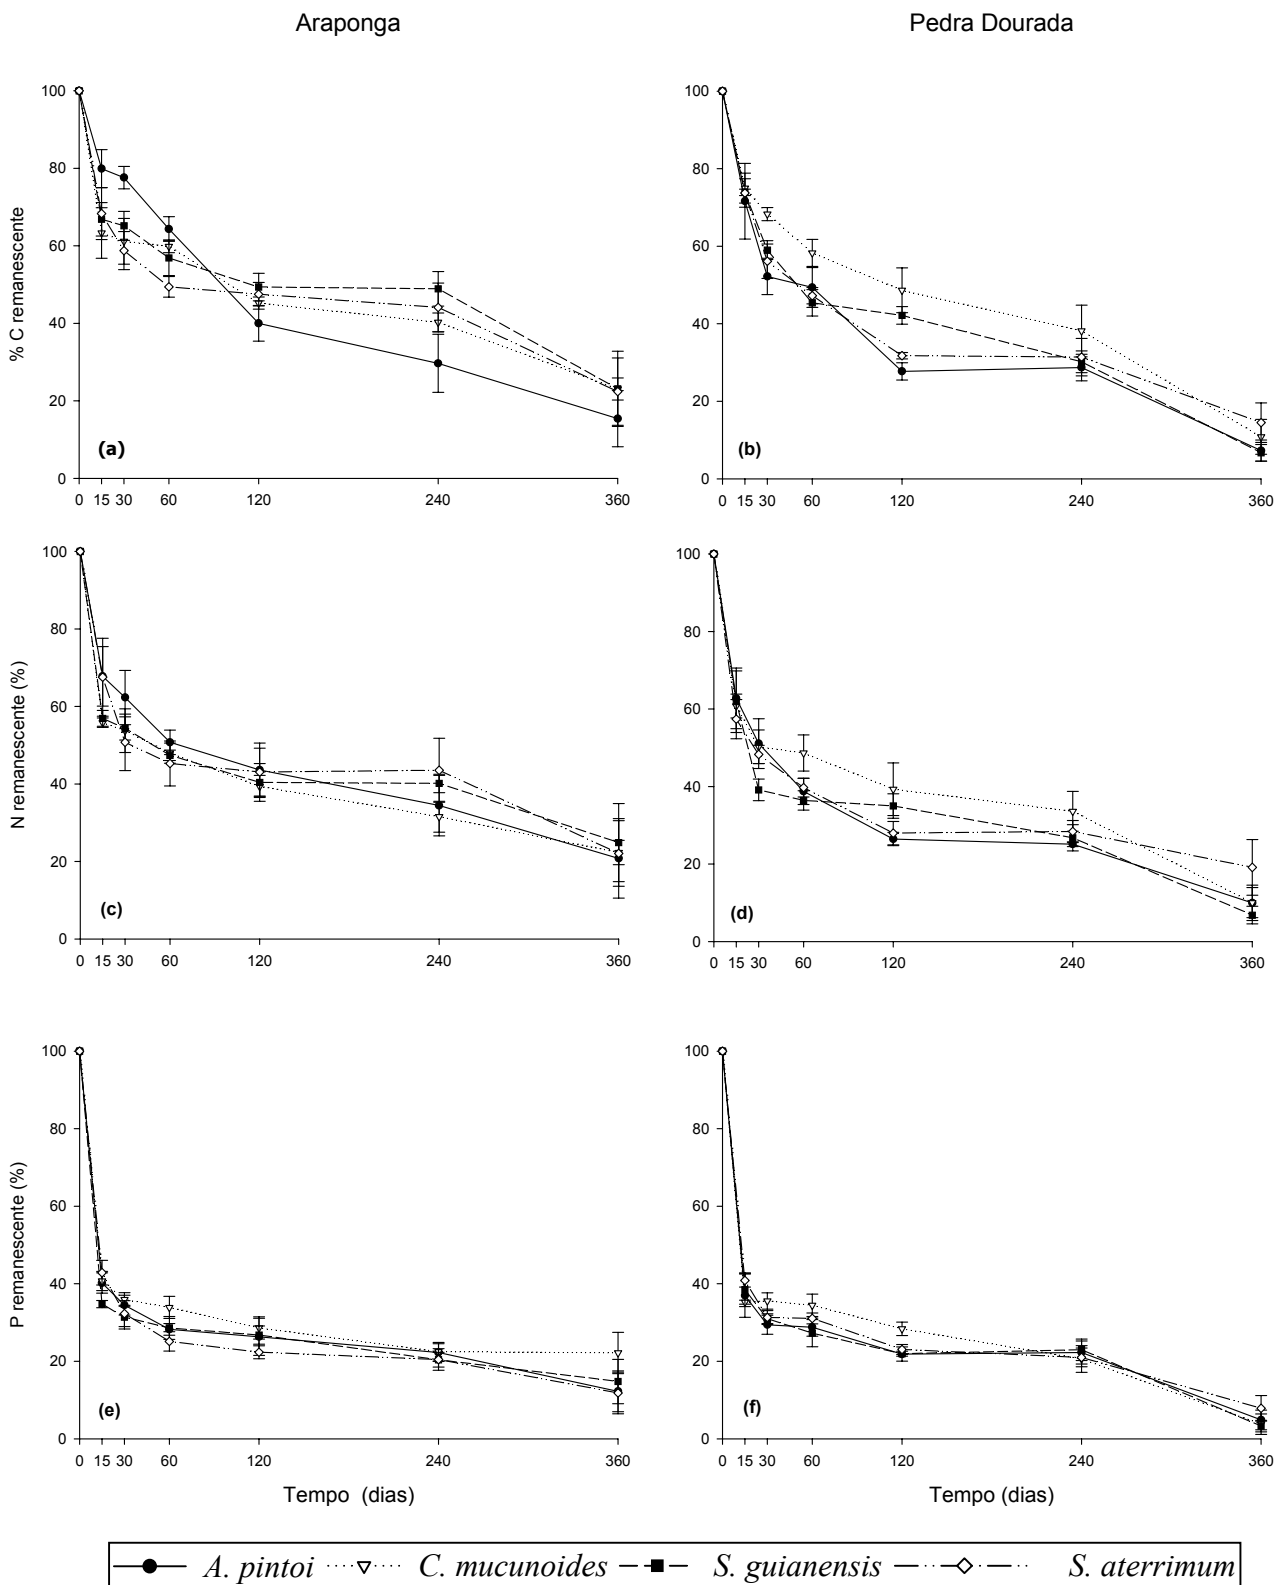 Araponga Pedra Dourada
100 100
80 80
60 60
40 40
20 20
0 0
% C remanescente
(a) (b)
0 15 30 60 120 240 360 0 15 30 60 120 240 360
100 100
80 80
60 60
40 40
20 20
0 0
N remanescente (%)
(c) (d)
0 15 30 60 120 240 360 0 15 30 60 120 240 360
100 100
80 80
60 60
40 40
20 20
0 0
P remanescente (%)
(e) (f)
0 15 30 60 120 240 360 0 15 30 60 120 240 360
Tempo (dias) Tempo (dias)
A. pintoi C. mucunoides S. guianensis S. aterrimum